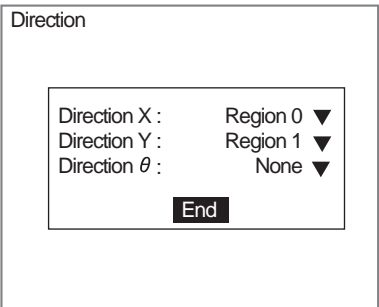 Direction
Direction X : Region 0 ▼
Direction Y : Region 1 ▼
Direction θ : None ▼
End